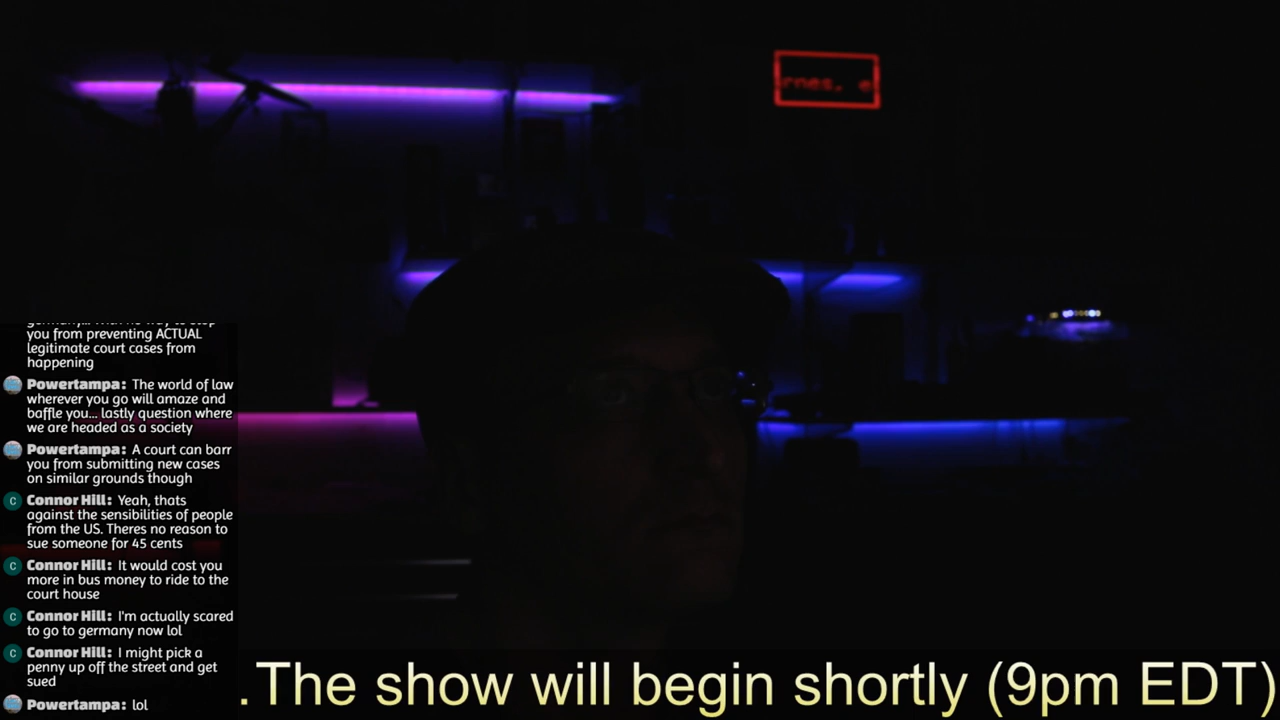 rnes. e
you from preventing ACTUAL
legitimate court cases from
happening
Powertampa: The world of law
wherever you go will amaze and
baffle you... lastly question where
we are headed as a society
Powertampa: A court can barr
you from submitting new cases
on similar grounds though
C Connor Hill: Yeah, thats
against the sensibilities of people
from the US. Theres no reason to
sue someone for 45 cents
C Connor Hill: It would cost you
more in bus money to ride to the
court house
C Connor Hill: I'm actually scared
to go to germany now lol
C Connor Hill: I might pick a
penny up off the street and get
sued
Powertampa: lol
.The show will begin shortly (9pm EDT)